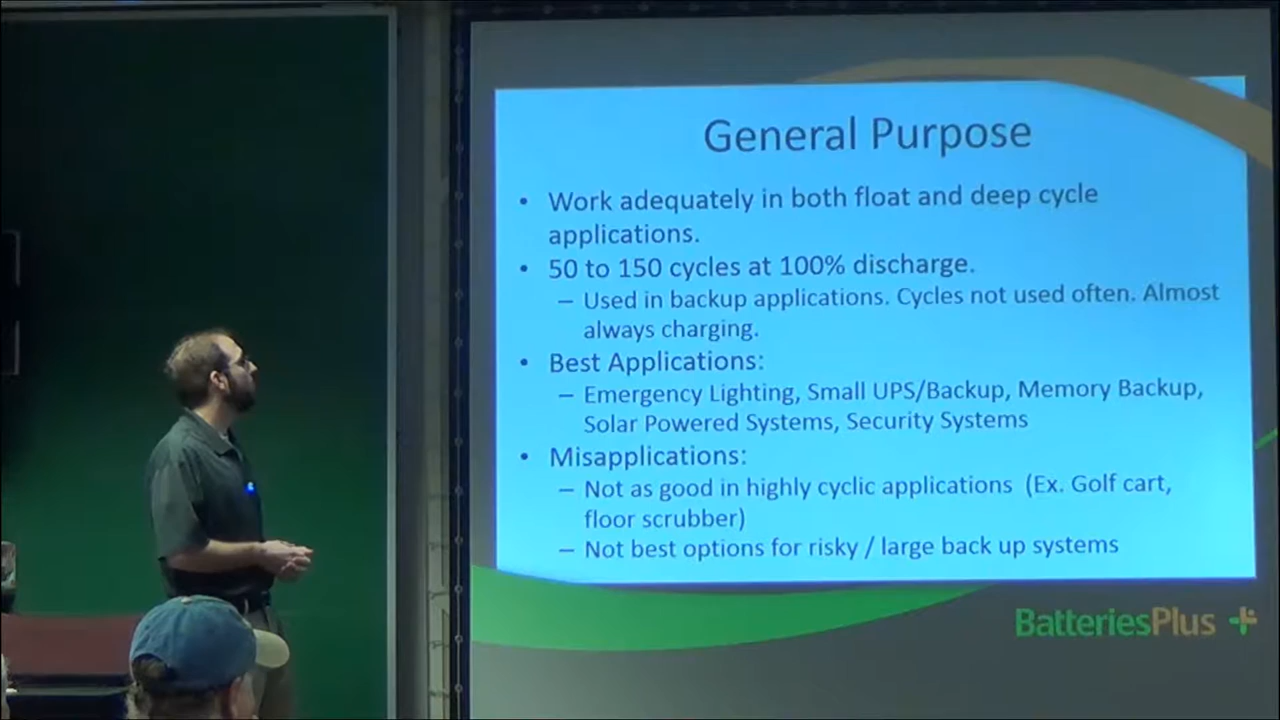 General Purpose
• Work adequately in both float and deep cycle
applications.
• 50 to 150 cycles at 100% discharge.
– Used in backup applications. Cycles not used often. Almost
always charging.
• Best Applications:
– Emergency Lighting, Small UPS/Backup, Memory Backup,
Solar Powered Systems, Security Systems
• Misapplications:
– Not as good in highly cyclic applications (Ex. Golf cart,
floor scrubber)
– Not best options for risky / large back up systems
BatteriesPlus